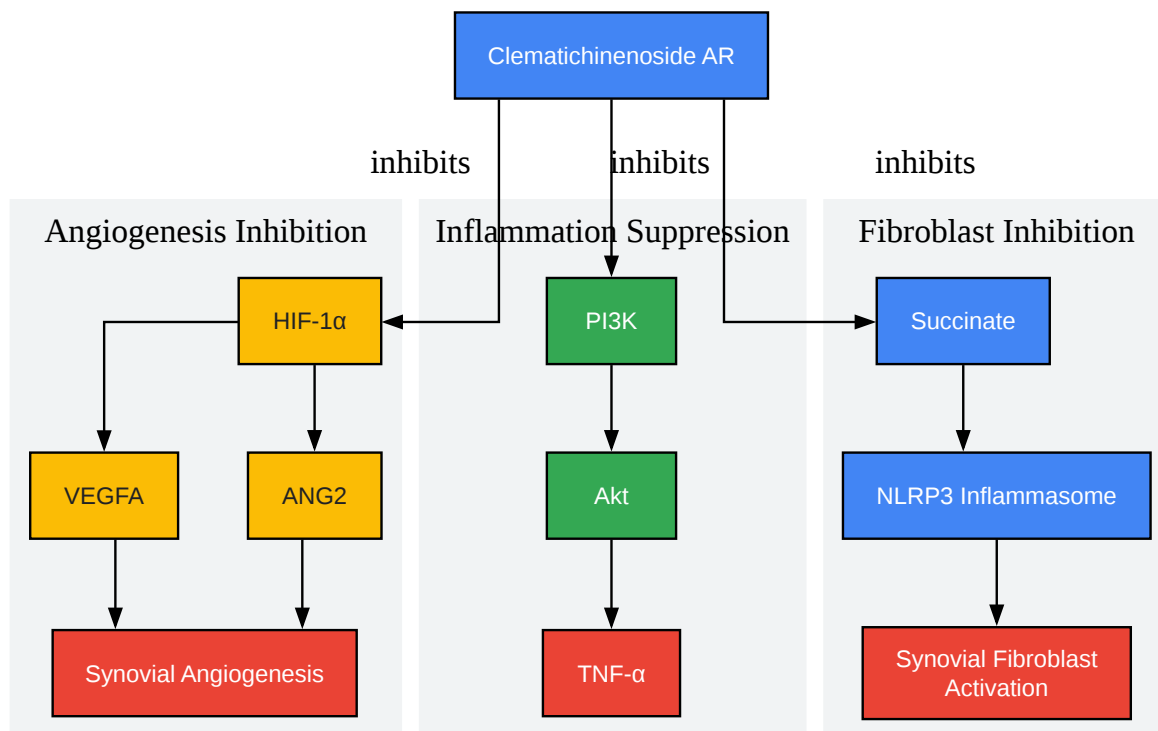 Clematichinenoside AR
inhibits
inhibits
inhibits
Angiogenesis Inhibition
Inflammation Suppression
Fibroblast Inhibition
HIF-1α
PI3K
Succinate
VEGFA
ANG2
Akt
NLRP3 Inflammasome
Synovial Angiogenesis
TNF-α
Synovial Fibroblast
Activation